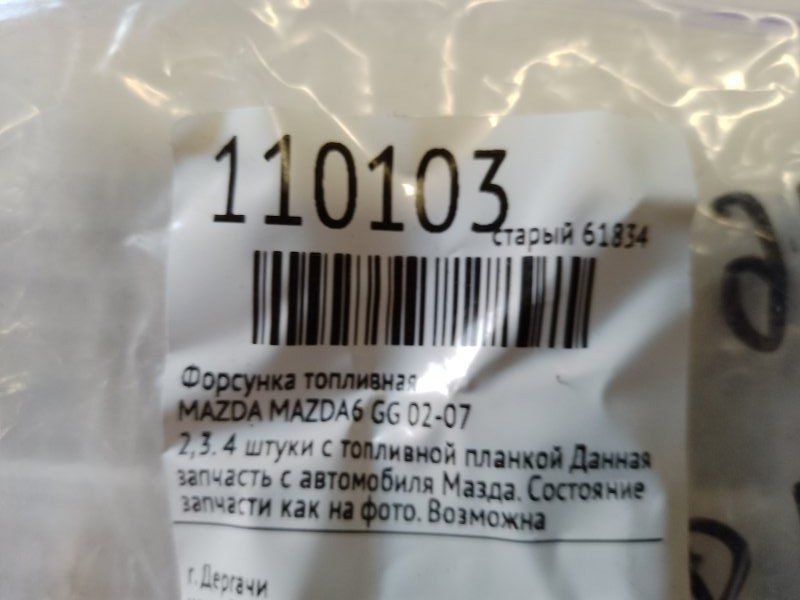 110103
старый 61834
Форсунка топливная
MAZDA MAZDA6 GG 02-07
2,3. 4 штуки с топливной планкой Данная
запчасть с автомобиля Мазда. Состояние
запчасти как на фото. Возможна
г. Дергачи